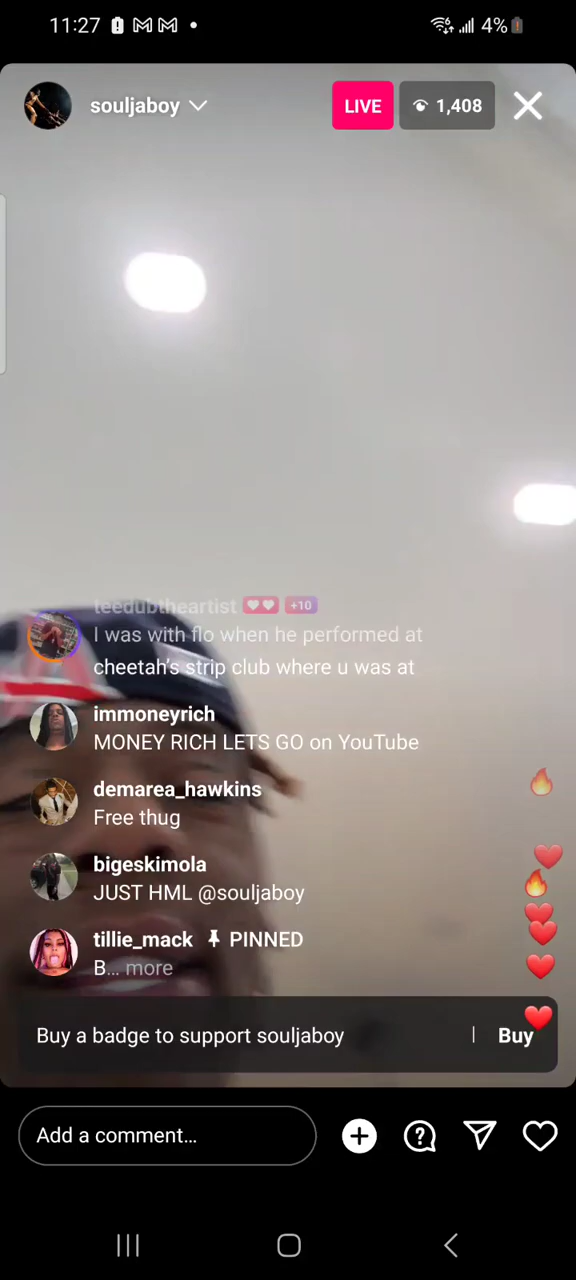 11:27
4%
souljaboy
LIVE
1,408
teedubtheartist +10
I was with flo when he performed at
cheetah's strip club where u was at
immoneyrich
MONEY RICH LETS GO on YouTube
demarea_hawkins
Free thug
bigeskimola
JUST HML @souljaboy
tillie_mack PINNED
B... more
Buy a badge to support souljaboy | Buy
Add a comment...